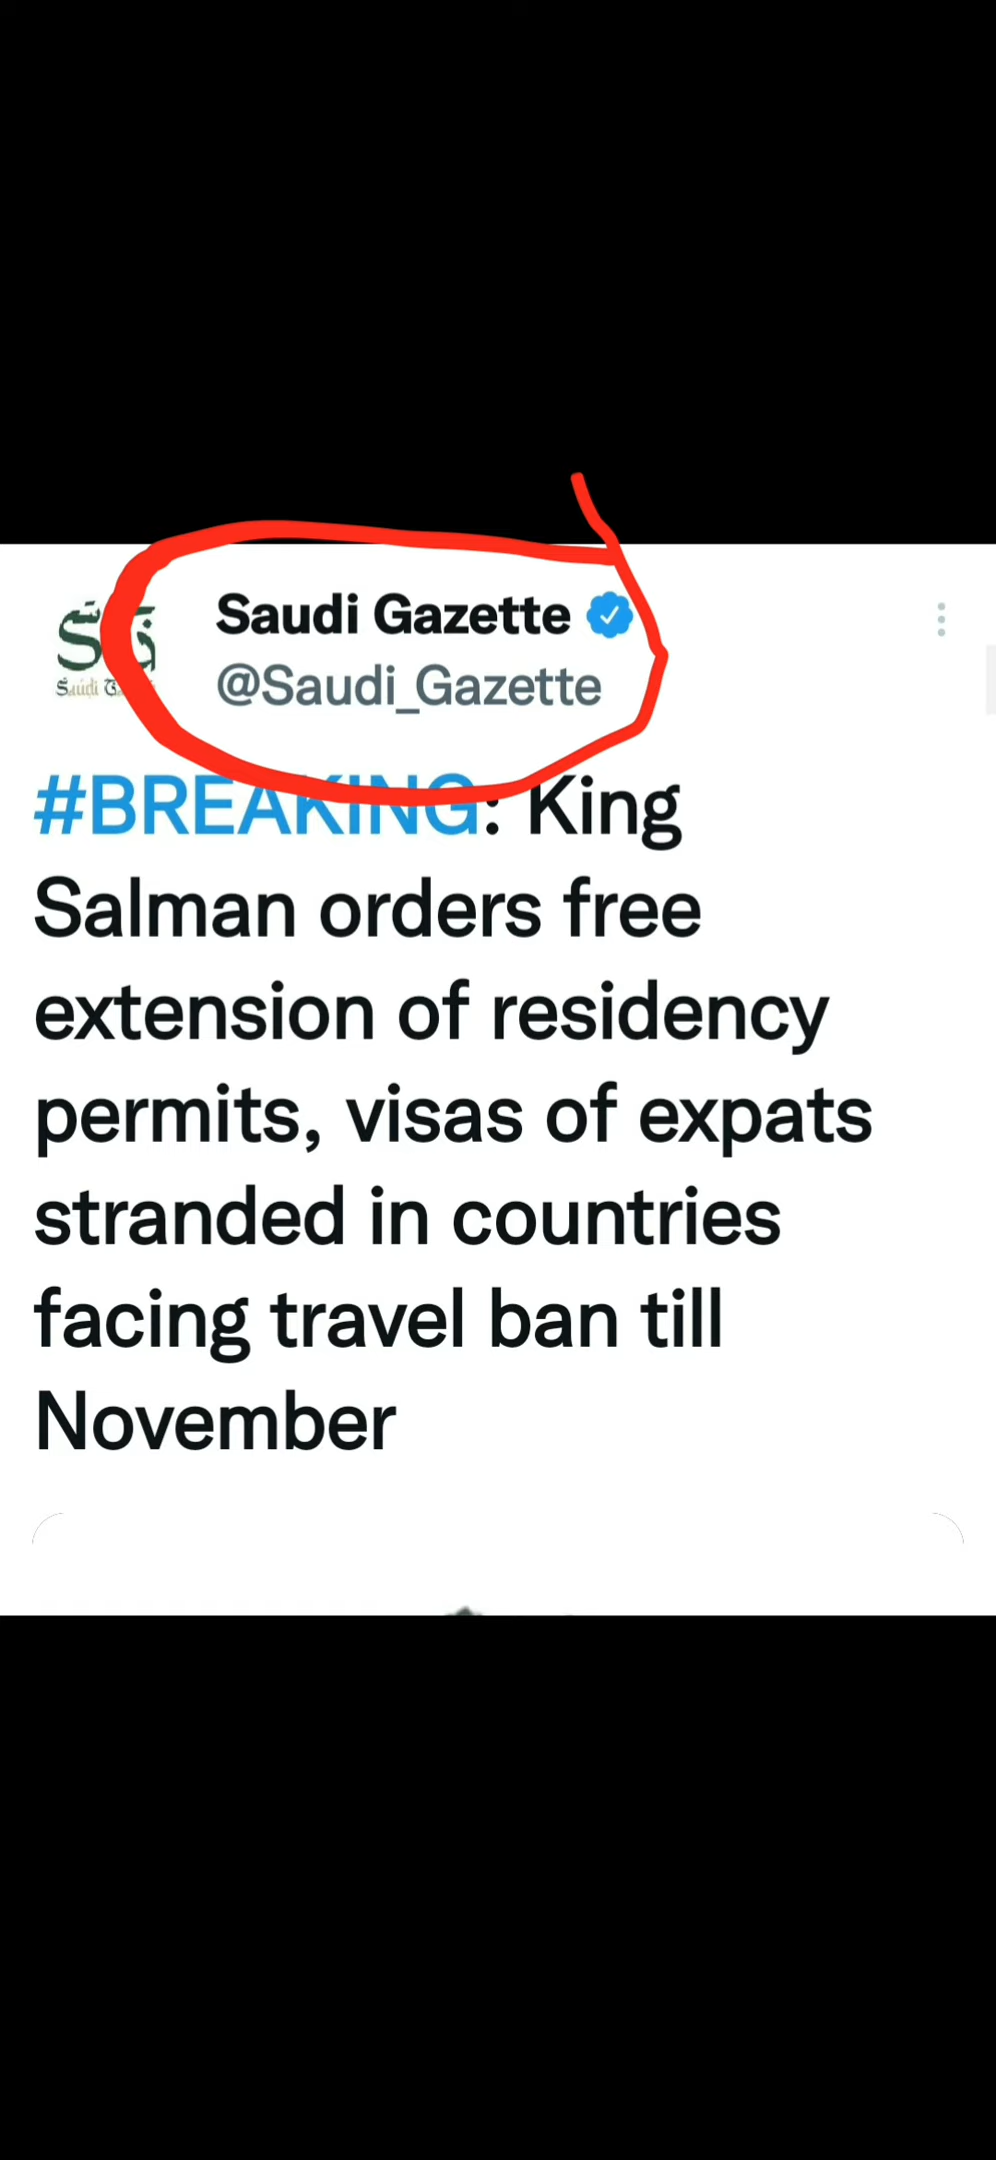 Saudi Gazette
@Saudi_Gazette
#BREAKING: King
Salman orders free
extension of residency
permits, visas of expats
stranded in countries
facing travel ban till
November